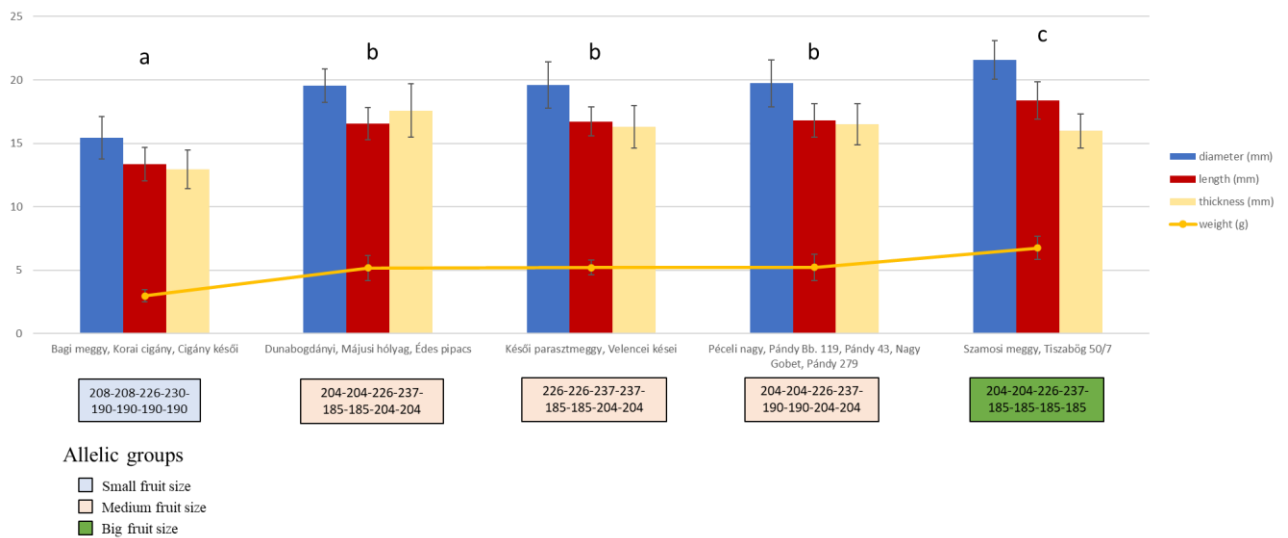 25
20
15
10
5
0
a
b
b
b
c
diameter (mm)
length (mm)
thickness (mm)
weight (g)
Bagi meggy, Korai cigány, Cigány késői
Dunabogdányi, Májusi hólyag, Édes pipacs
Késői parasztmeggy, Velencei kései
Péceli nagy, Pándy Bb. 119, Pándy 43, Nagy
Gobet, Pándy 279
Szamosi meggy, Tiszabög 50/7
208-208-226-230-
190-190-190-190
204-204-226-237-
185-185-204-204
226-226-237-237-
185-185-204-204
204-204-226-237-
190-190-204-204
204-204-226-237-
185-185-185-185
Allelic groups
Small fruit size
Medium fruit size
Big fruit size